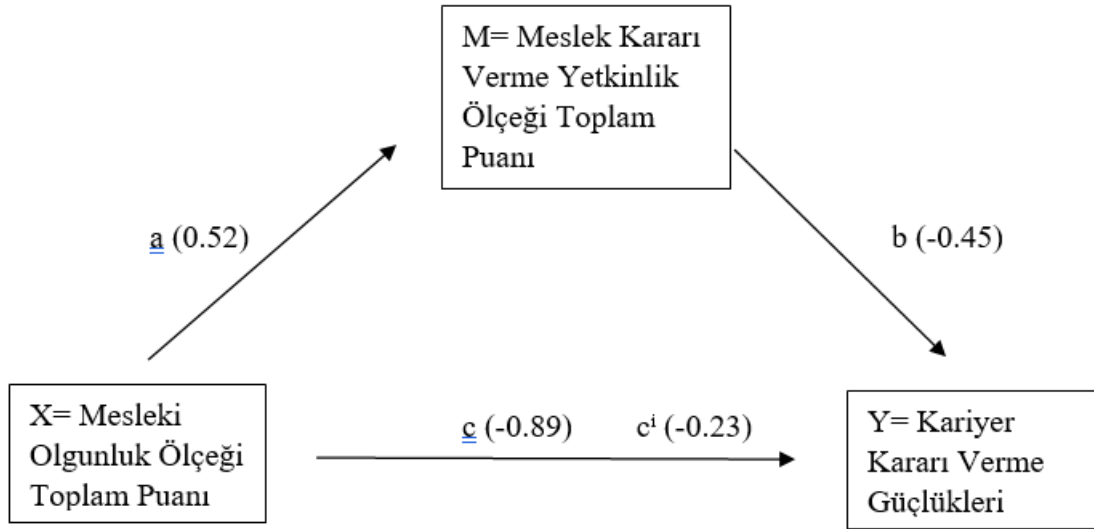 M= Meslek Kararı
Verme Yetkinlik
Ölçeği Toplam
Puanı
a (0.52)
b (-0.45)
X= Mesleki
Olgunluk Ölçeği
Toplam Puanı
c (-0.89) cⁱ (-0.23)
Y= Kariyer
Kararı Verme
Güçlükleri